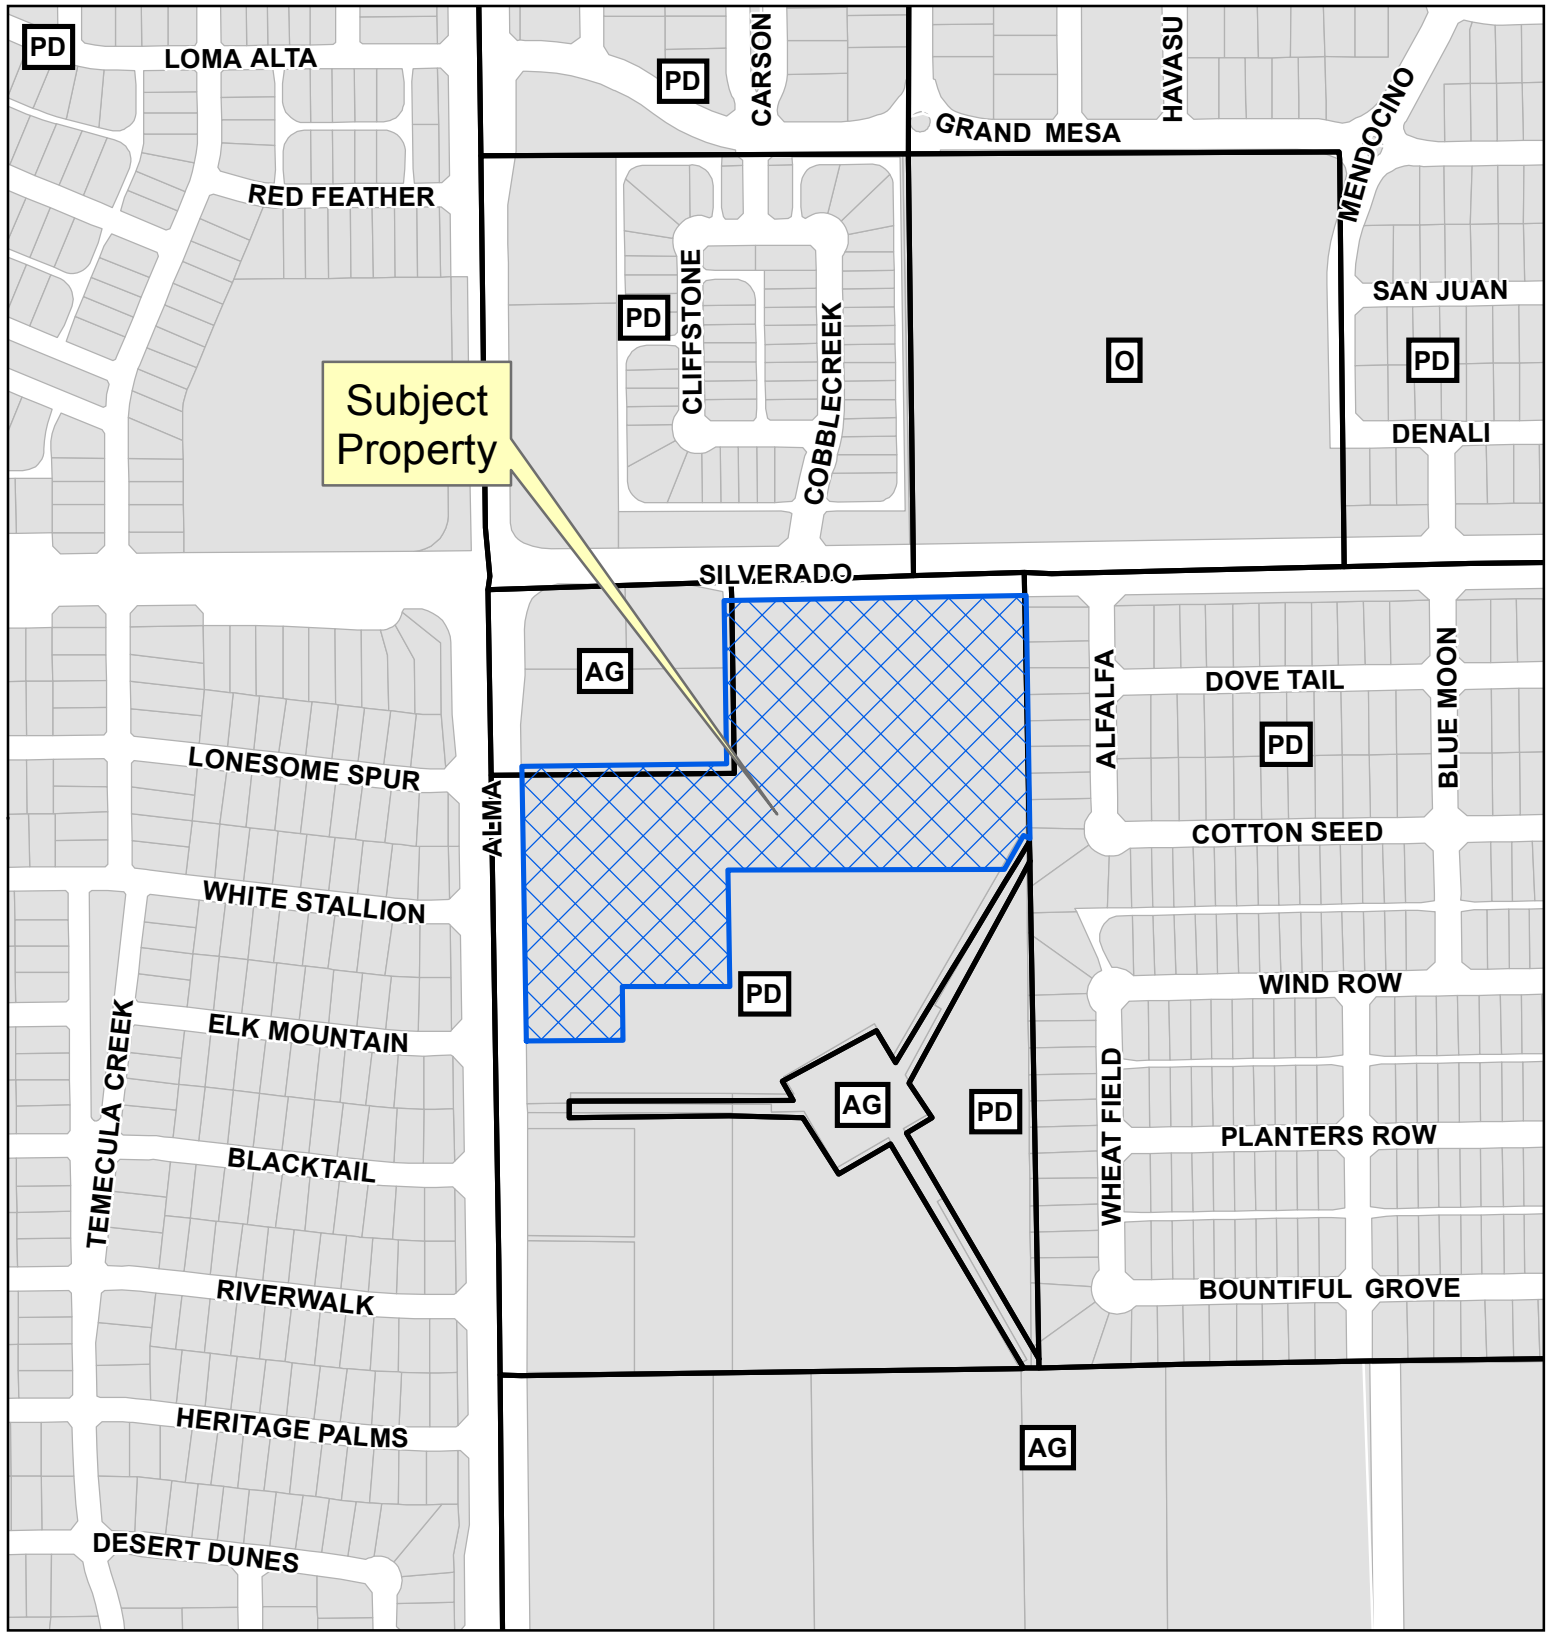 PD
LOMA ALTA
PD
CARSON
HAVASU
GRAND MESA
MENDOCINO
RED FEATHER
SAN JUAN
PD
CLIFFSTONE
COBBLECREEK
O
PD
Subject
Property
DENALI
SILVERADO
AG
ALFALFA
DOVE TAIL
BLUE MOON
PD
LONESOME SPUR
ALMA
COTTON SEED
WHITE STALLION
PD
WIND ROW
TEMECULA CREEK
ELK MOUNTAIN
AG
PD
WHEAT FIELD
PLANTERS ROW
BLACKTAIL
RIVERWALK
BOUNTIFUL GROVE
HERITAGE PALMS
AG
DESERT DUNES